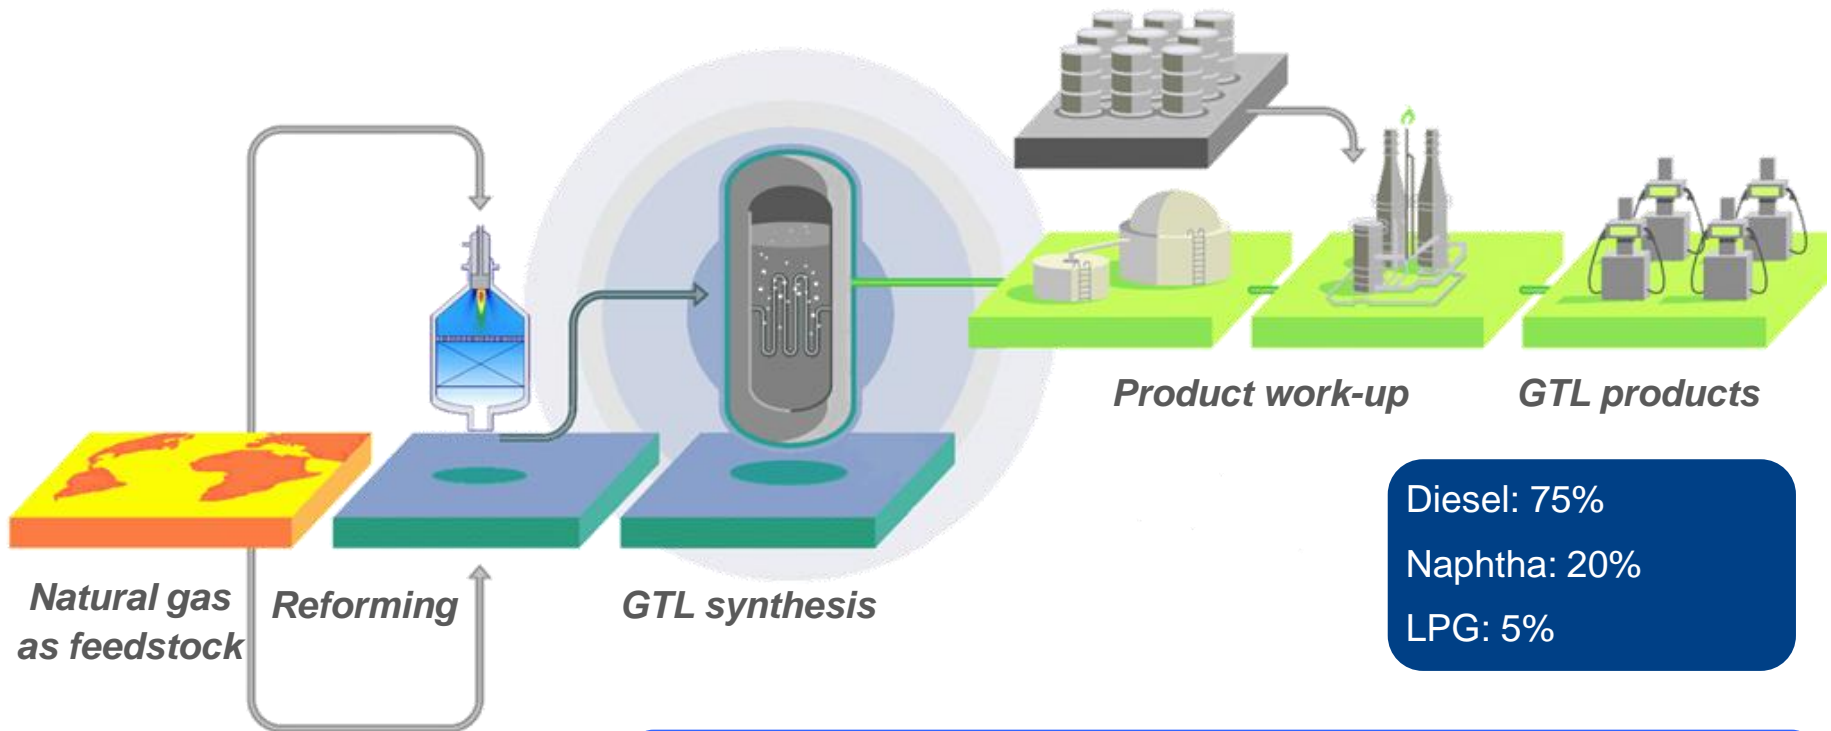 Product work-up
GTL products
Natural gas
as feedstock
Reforming
GTL synthesis
Diesel: 75%
Naphtha: 20%
LPG: 5%